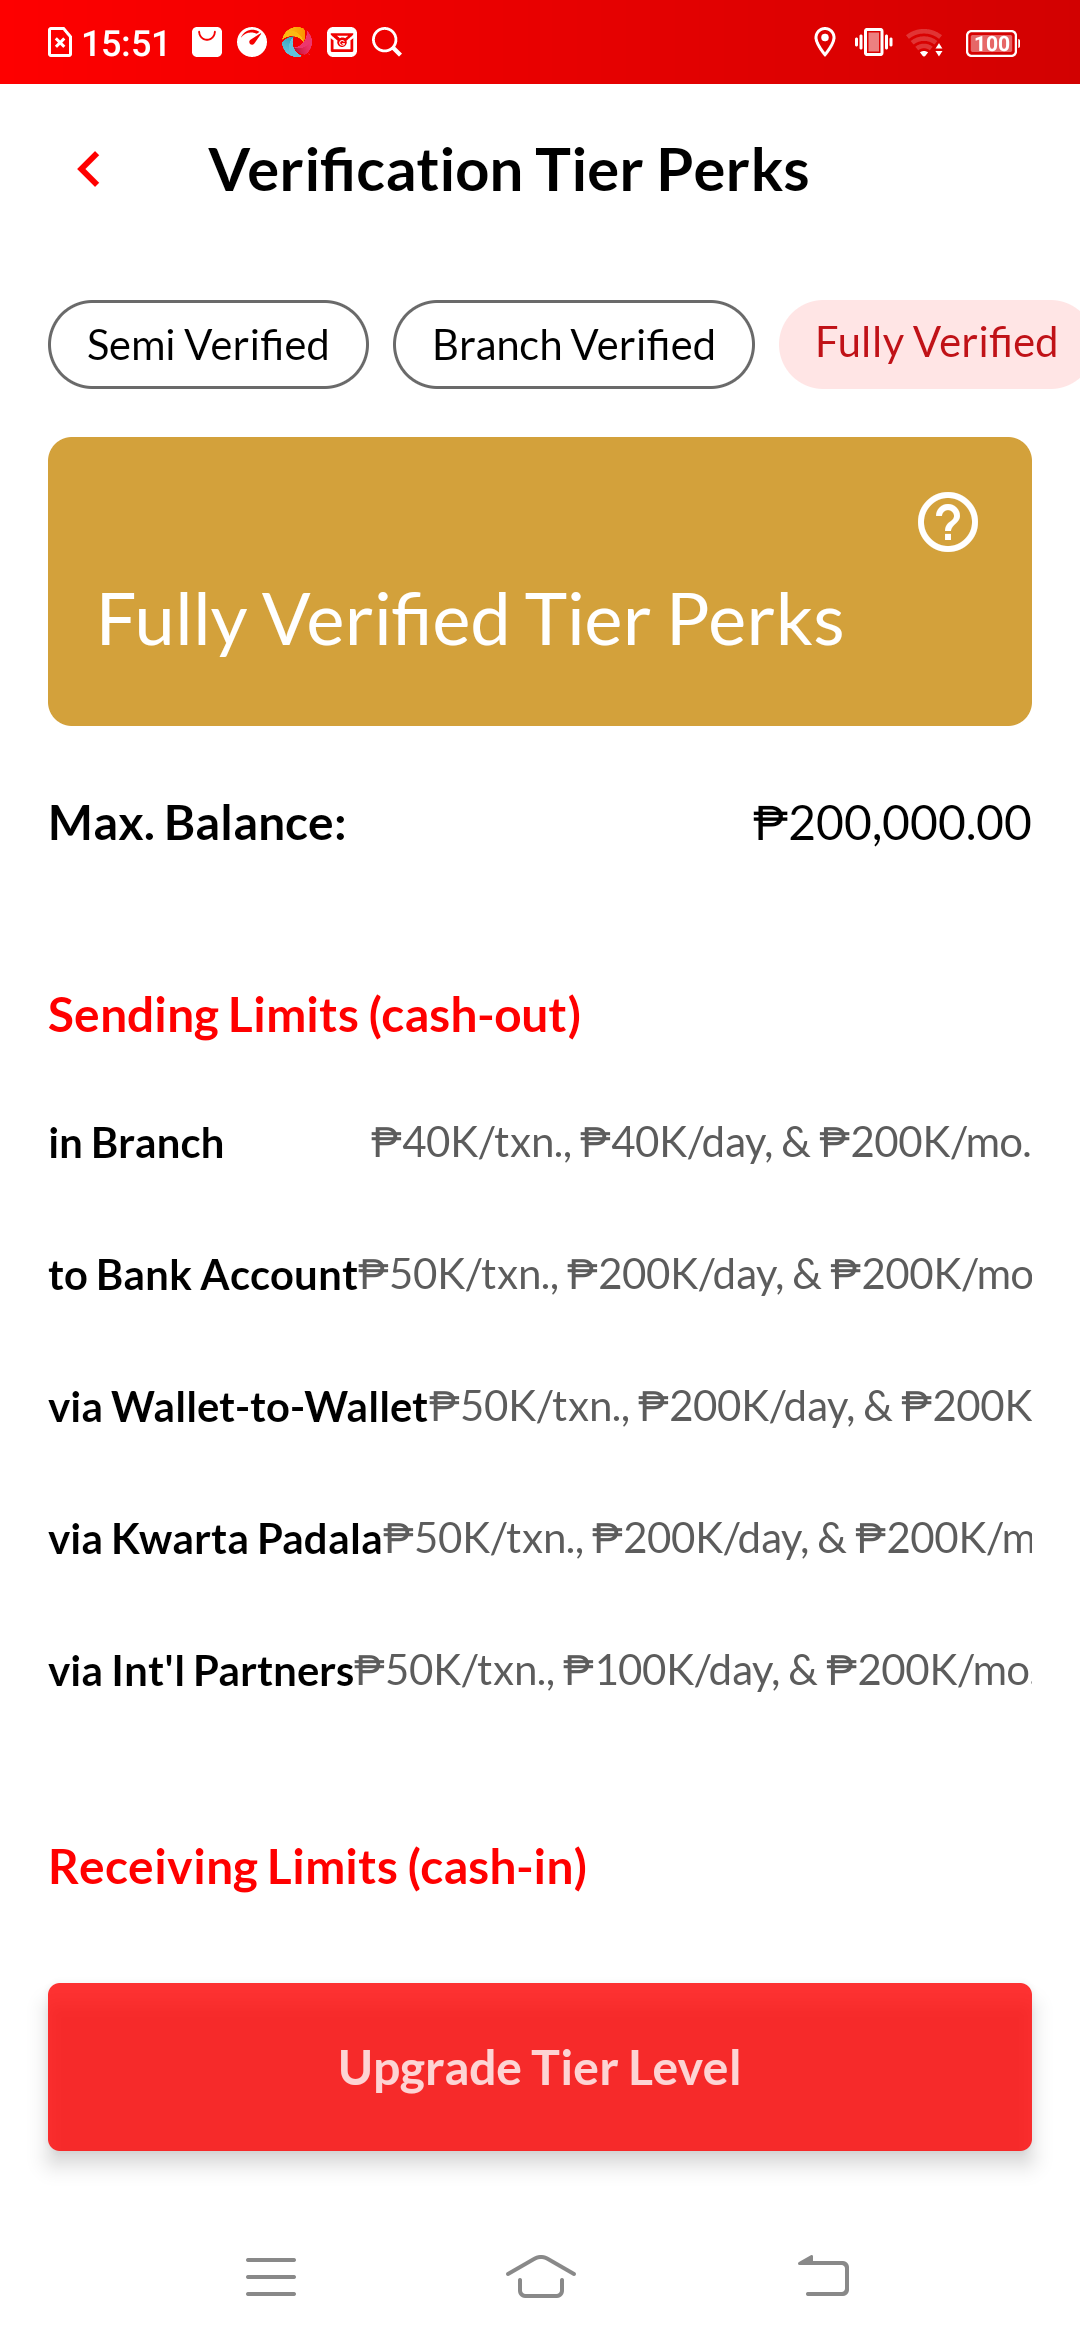 15:51
100
Verification Tier Perks
Semi Verified
Branch Verified
Fully Verified
Fully Verified Tier Perks
Max. Balance: ₱200,000.00
Sending Limits (cash-out)
in Branch ₱40K/txn., ₱40K/day, & ₱200K/mo.
to Bank Account₱50K/txn., ₱200K/day, & ₱200K/mo
via Wallet-to-Wallet₱50K/txn., ₱200K/day, & ₱200K
via Kwarta Padala₱50K/txn., ₱200K/day, & ₱200K/m
via Int'l Partners₱50K/txn., ₱100K/day, & ₱200K/mo.
Receiving Limits (cash-in)
Upgrade Tier Level